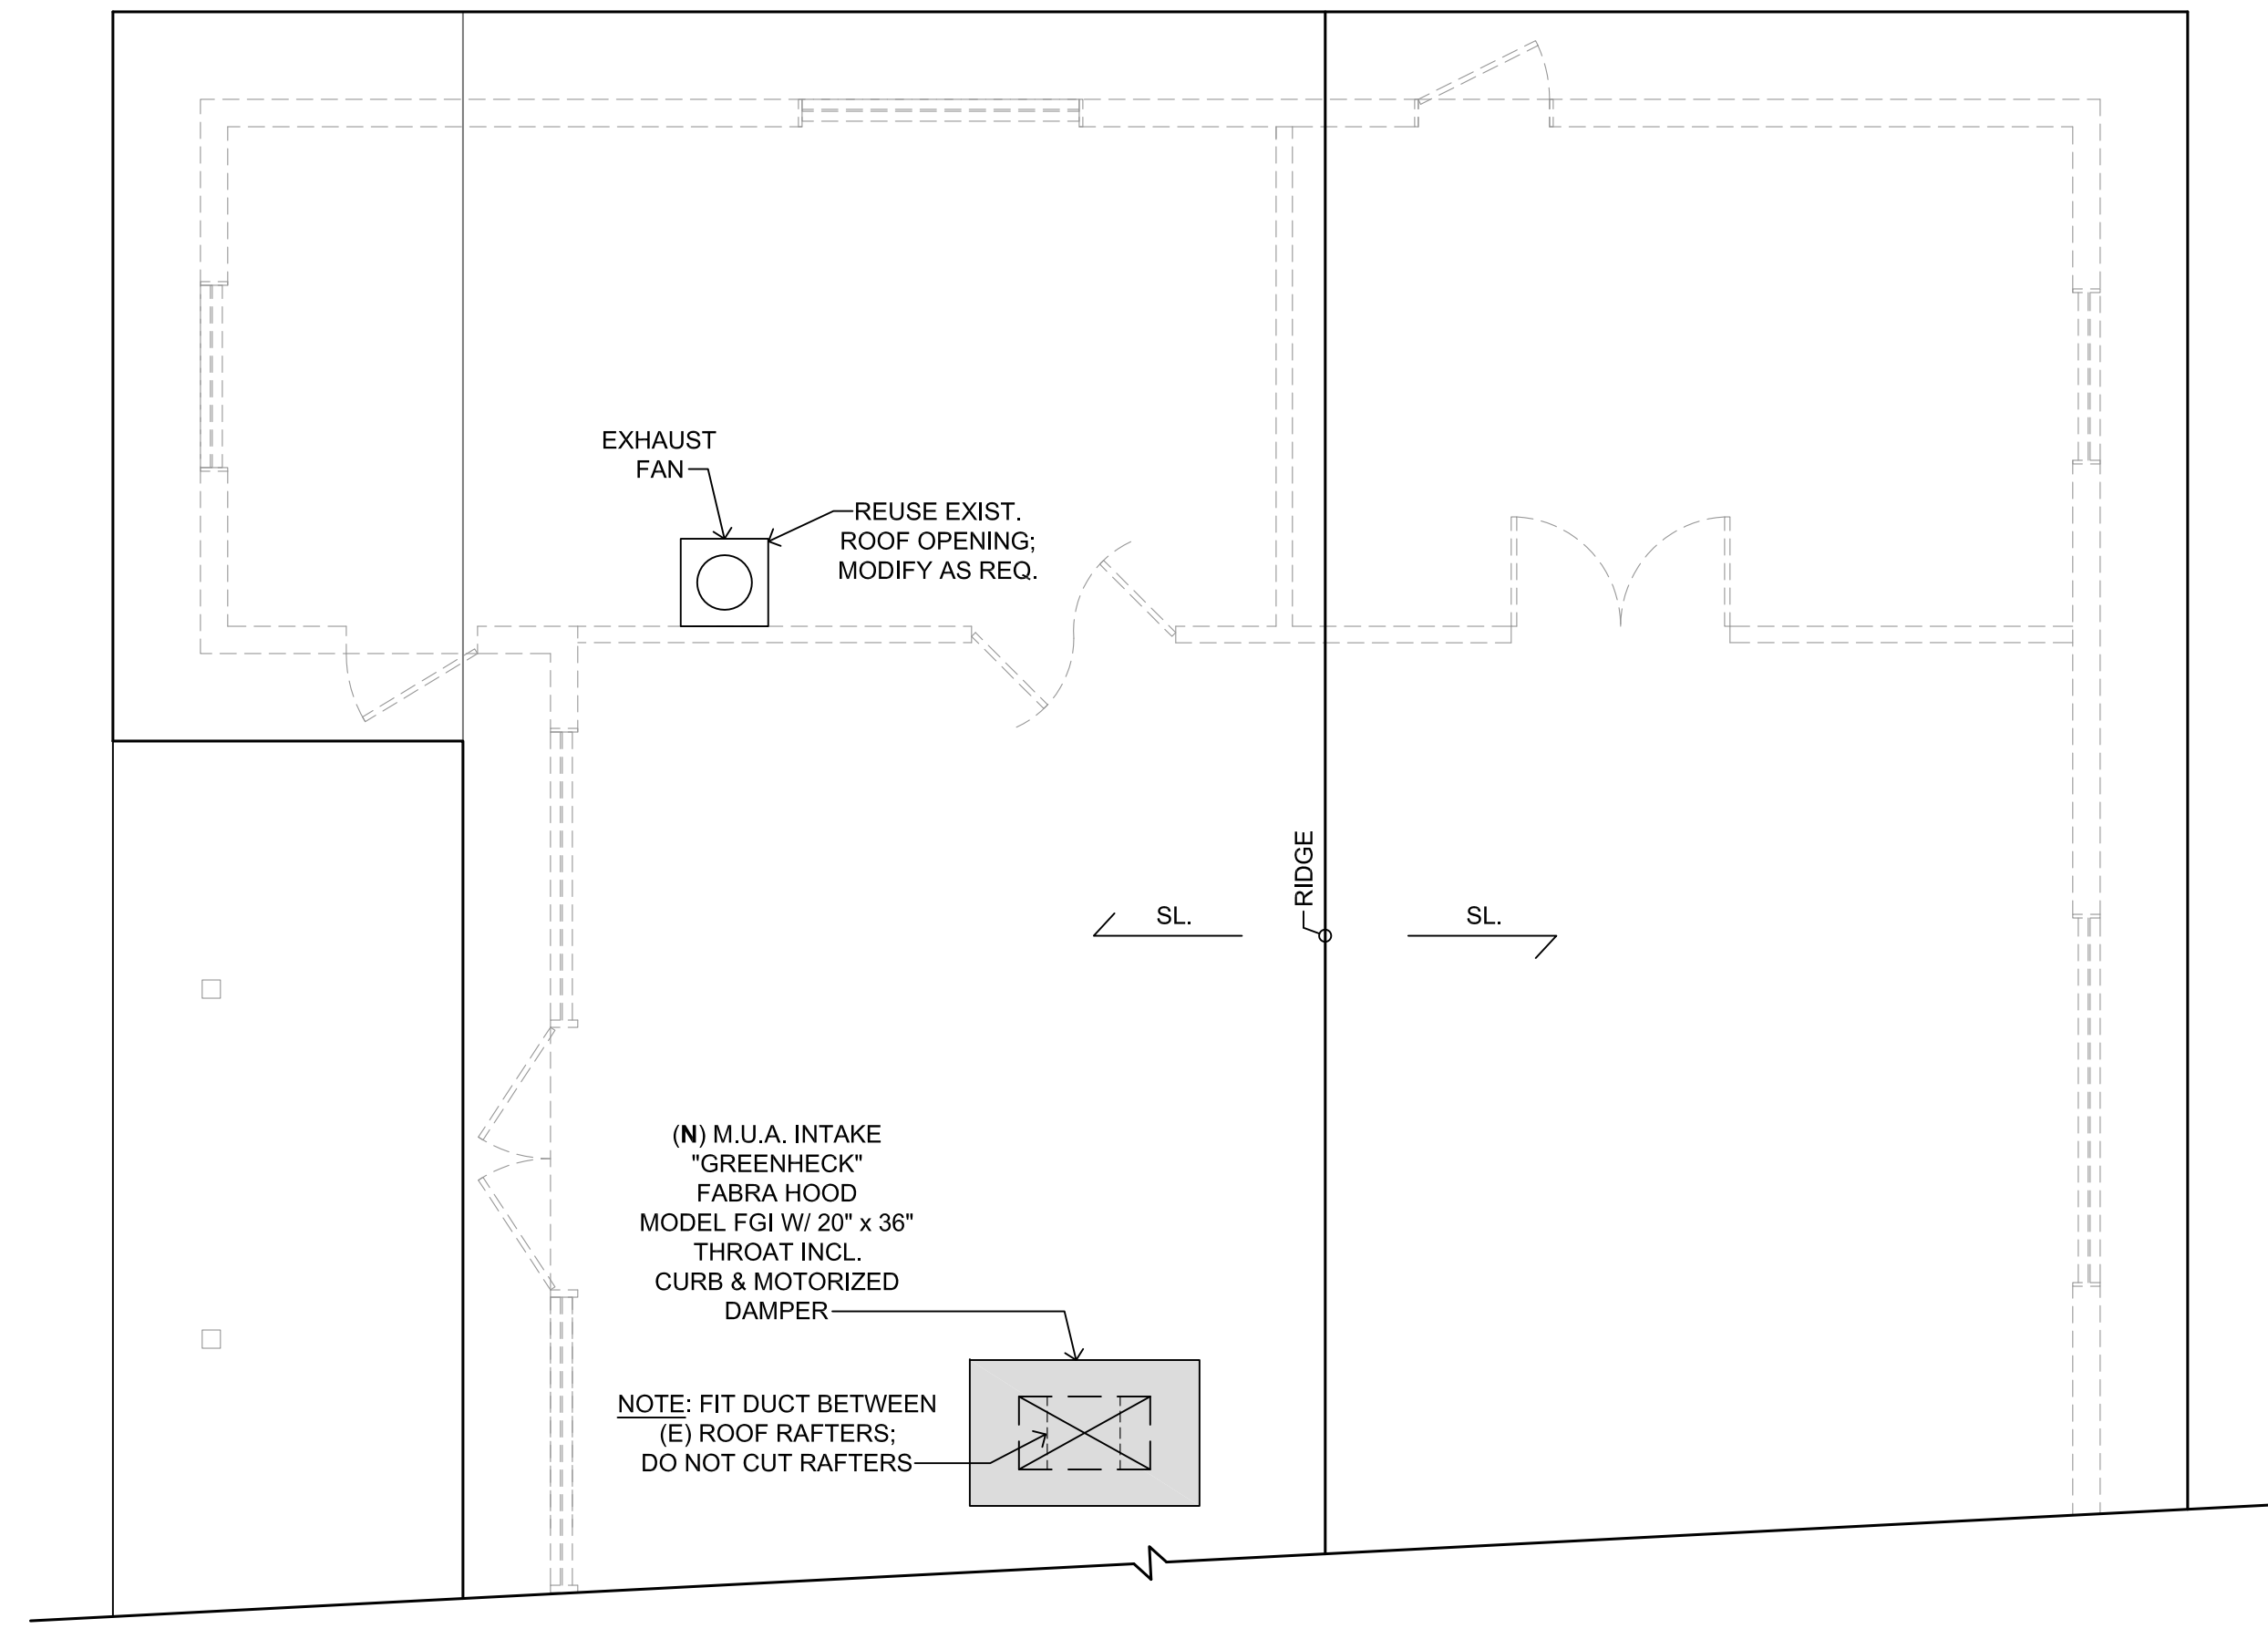 EXHAUST
FAN
REUSE EXIST.
ROOF OPENING;
MODIFY AS REQ.
RIDGE
SL.
SL.
(N) M.U.A. INTAKE
"GREENHECK"
FABRA HOOD
MODEL FGI W/ 20" x 36"
THROAT INCL.
CURB & MOTORIZED
DAMPER
NOTE: FIT DUCT BETWEEN
(E) ROOF RAFTERS;
DO NOT CUT RAFTERS